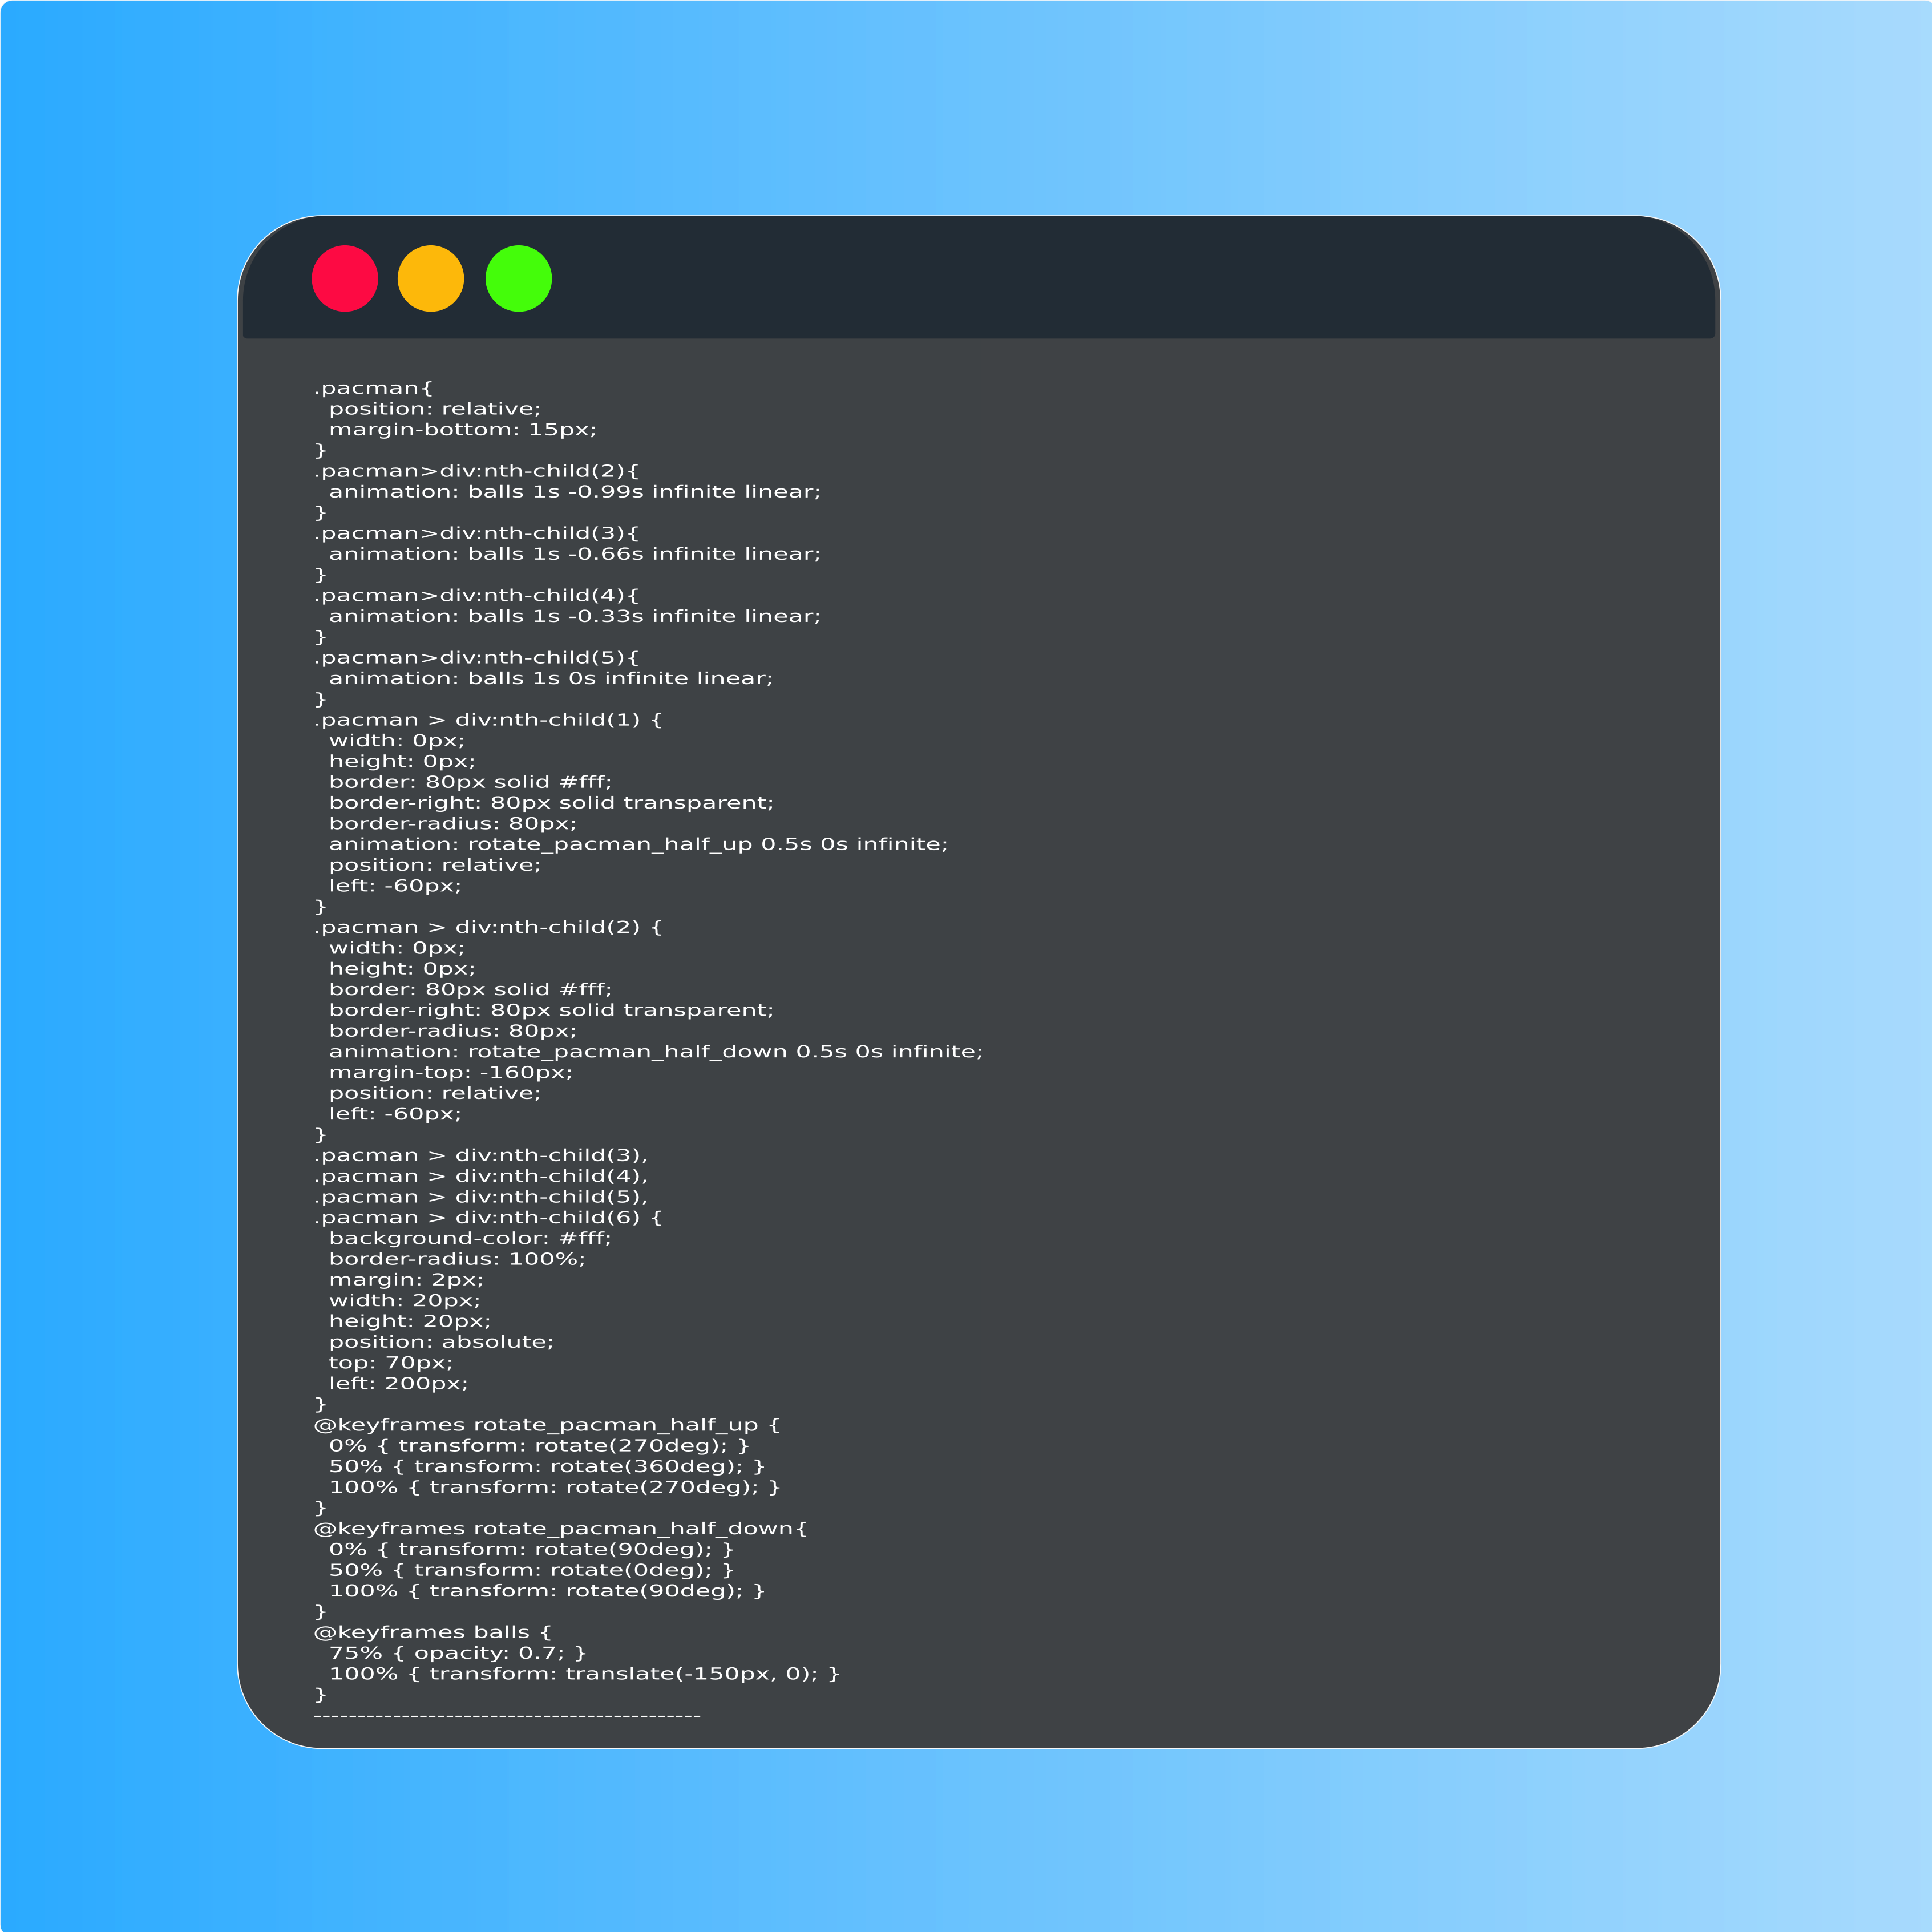 .pacman{
  position: relative;
  margin-bottom: 15px;
}
.pacman>div:nth-child(2){
  animation: balls 1s -0.99s infinite linear;
}
.pacman>div:nth-child(3){
  animation: balls 1s -0.66s infinite linear;
}
.pacman>div:nth-child(4){
  animation: balls 1s -0.33s infinite linear;
}
.pacman>div:nth-child(5){
  animation: balls 1s 0s infinite linear;
}
.pacman > div:nth-child(1) {
  width: 0px;
  height: 0px;
  border: 80px solid #fff;
  border-right: 80px solid transparent;
  border-radius: 80px;
  animation: rotate_pacman_half_up 0.5s 0s infinite;
  position: relative;
  left: -60px;
}
.pacman > div:nth-child(2) {
  width: 0px;
  height: 0px;
  border: 80px solid #fff;
  border-right: 80px solid transparent;
  border-radius: 80px;
  animation: rotate_pacman_half_down 0.5s 0s infinite;
  margin-top: -160px;
  position: relative;
  left: -60px;
}
.pacman > div:nth-child(3),
.pacman > div:nth-child(4),
.pacman > div:nth-child(5),
.pacman > div:nth-child(6) {
  background-color: #fff;
  border-radius: 100%;
  margin: 2px;
  width: 20px;
  height: 20px;
  position: absolute;
  top: 70px;
  left: 200px;
}
@keyframes rotate_pacman_half_up {
  0% { transform: rotate(270deg); }
  50% { transform: rotate(360deg); }
  100% { transform: rotate(270deg); }
}
@keyframes rotate_pacman_half_down{
  0% { transform: rotate(90deg); }
  50% { transform: rotate(0deg); }
  100% { transform: rotate(90deg); }
}
@keyframes balls {
  75% { opacity: 0.7; }
  100% { transform: translate(-150px, 0); }
}
--------------------------------------------